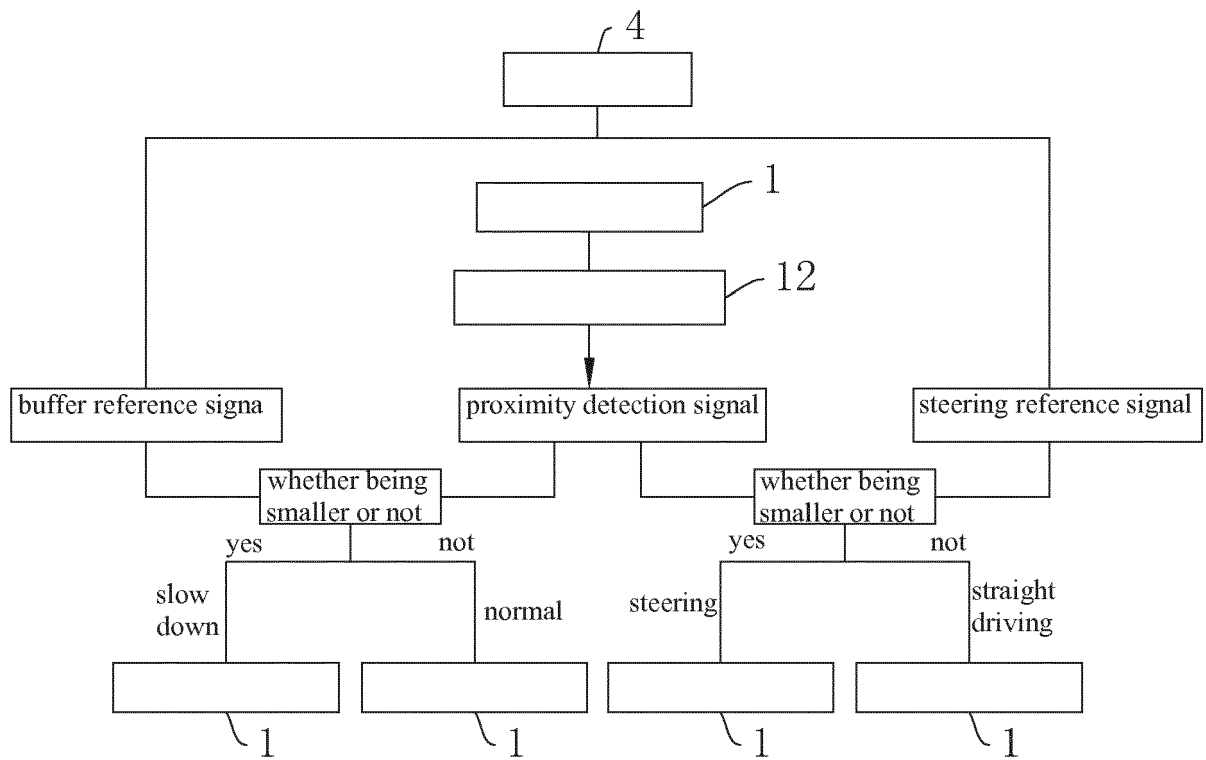 4
1
12
buffer reference signa
proximity detection signal
steering reference signal
whether being
smaller or not
whether being
smaller or not
yes
not
yes
not
slow
down
normal
steering
straight
driving
1
1
1
1